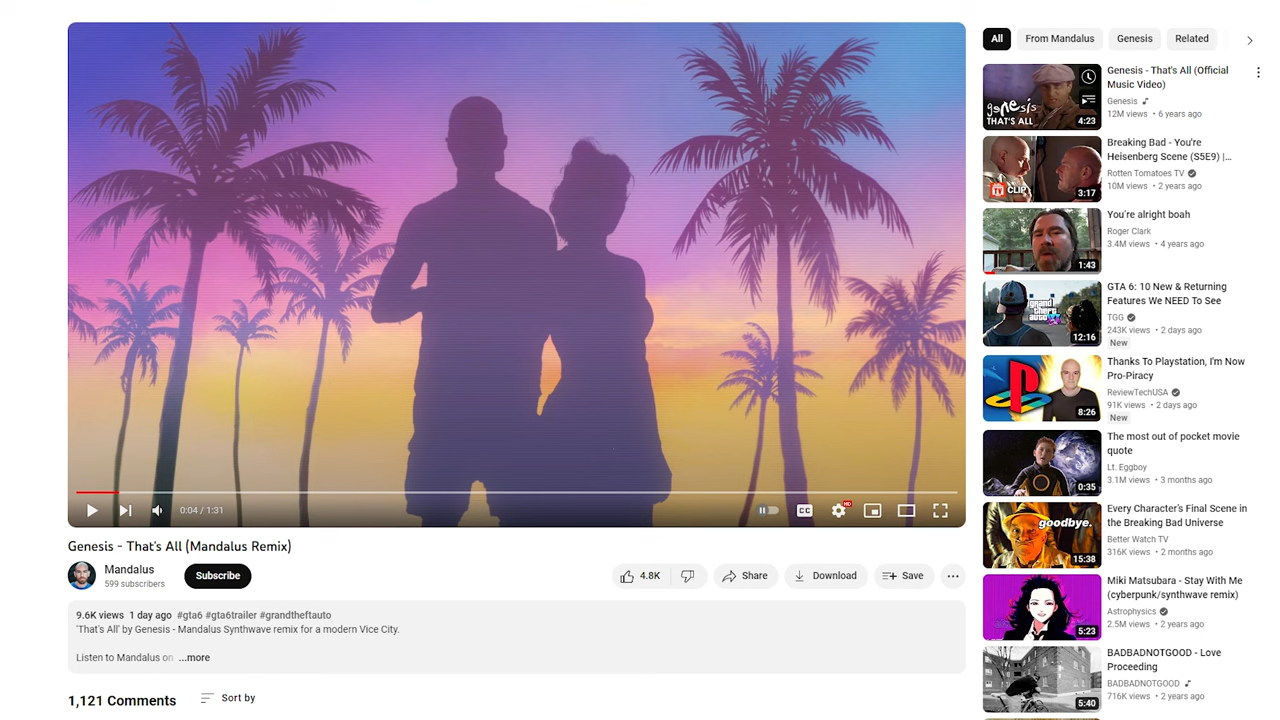 0:04 / 1:31
CC
HD
Genesis - That's All (Mandalus Remix)
Mandalus
599 subscribers
Subscribe
4.8K
Share
Download
Save
9.6K views 1 day ago #gta6 #gta6trailer #grandtheftauto
'That's All' by Genesis - Mandalus Synthwave remix for a modern Vice City.
Listen to Mandalus on ...more
1,121 Comments
Sort by
All
From Mandalus
Genesis
Related
genesis
THAT'S ALL
4:23
Genesis - That's All (Official
Music Video)
Genesis
12M views • 6 years ago
TV
CLIP
3:17
Breaking Bad - You're
Heisenberg Scene (S5E9) |...
Rotten Tomatoes TV
10M views • 2 years ago
1:43
You're alright boah
Roger Clark
3.4M views • 4 years ago
grand
theft
auto
VI
12:16
GTA 6: 10 New & Returning
Features We NEED To See
TGG
243K views • 2 days ago
New
8:26
Thanks To Playstation, I'm Now
Pro-Piracy
ReviewTechUSA
91K views • 2 days ago
New
0:35
The most out of pocket movie
quote
Lt. Eggboy
3.1M views • 3 months ago
goodbye.
15:38
Every Character's Final Scene in
the Breaking Bad Universe
Better Watch TV
316K views • 2 months ago
5:23
Miki Matsubara - Stay With Me
(cyberpunk/synthwave remix)
Astrophysics
2.5M views • 2 years ago
5:40
BADBADNOTGOOD - Love
Proceeding
BADBADNOTGOOD
716K views • 2 years ago